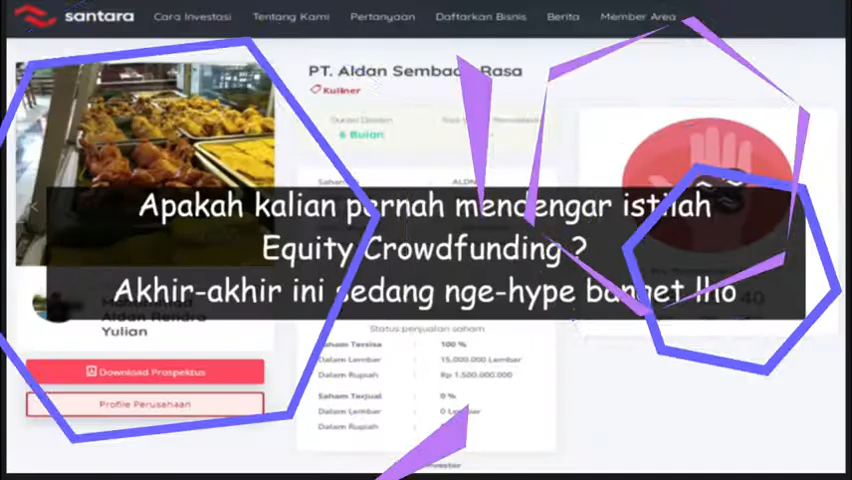 santara
Cara Investasi
Tentang Kami
Pertanyaan
Daftarkan Bisnis
Berita
Member Area
PT. Aldan Sembada Rasa
Kuliner
6 Bulan
Saham
ALDN
Apakah kalian pernah mendengar istilah
Equity Crowdfunding ?
Akhir-akhir ini sedang nge-hype banget lho
Aldan Rendra
Yulian
Download Prospektus
Profile Perusahaan
Status penjualan saham
Saham Tersisa 100 %
Dalam Lembar : 15,000,000 Lembar
Dalam Rupiah : Rp 1.500.000.000
Saham Terjual 0 %
Dalam Lembar : 0 Lembar
Dalam Rupiah :